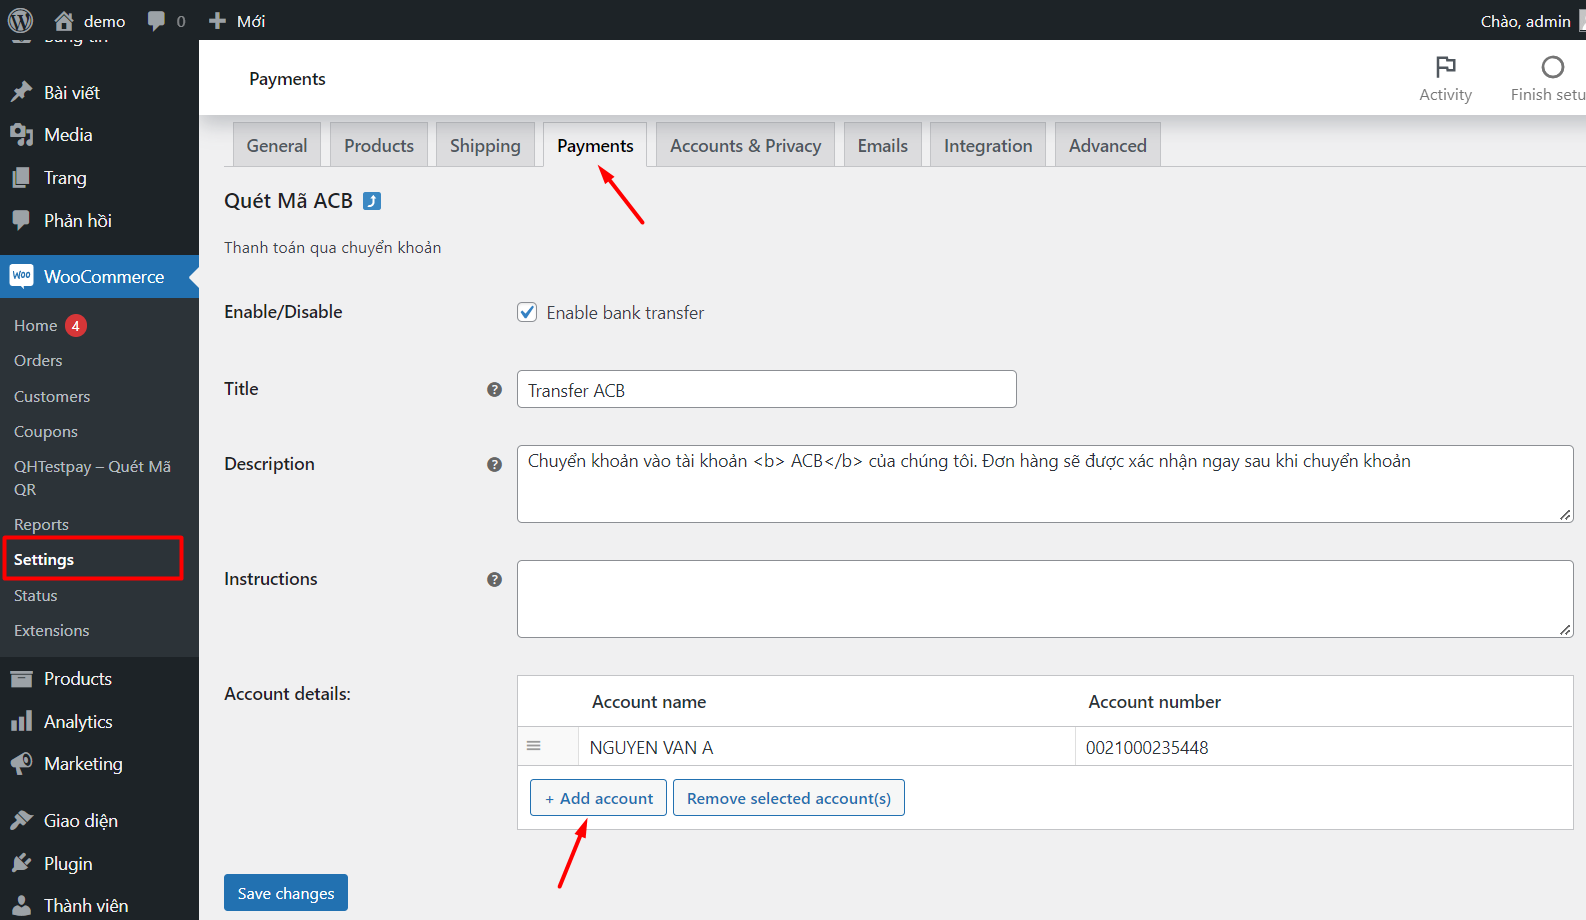 demo
0
Mới
Chào, admin
Bảng tin
Bài viết
Media
Trang
Phản hồi
WooCommerce
Home 4
Orders
Customers
Coupons
QHTestpay – Quét Mã
QR
Reports
Settings
Status
Extensions
Products
Analytics
Marketing
Giao diện
Plugin
Thành viên
Payments
Activity
Finish setu
General
Products
Shipping
Payments
Accounts & Privacy
Emails
Integration
Advanced
Quét Mã ACB
Thanh toán qua chuyển khoản
Enable/Disable
Enable bank transfer
Title
Transfer ACB
Description
Chuyển khoản vào tài khoản <b> ACB</b> của chúng tôi. Đơn hàng sẽ được xác nhận ngay sau khi chuyển khoản
Instructions
Account details:
Account name Account number
NGUYEN VAN A 0021000235448
+ Add account
Remove selected account(s)
Save changes